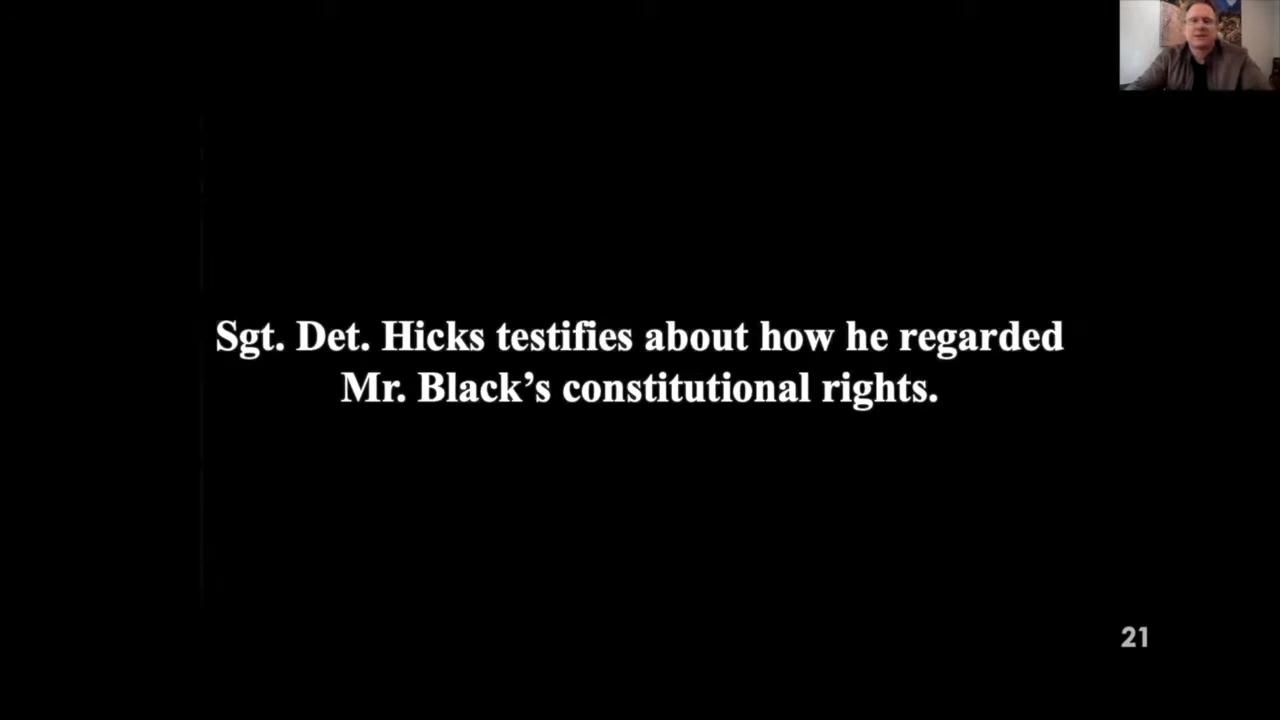 Sgt. Det. Hicks testifies about how he regarded
Mr. Black’s constitutional rights.
21